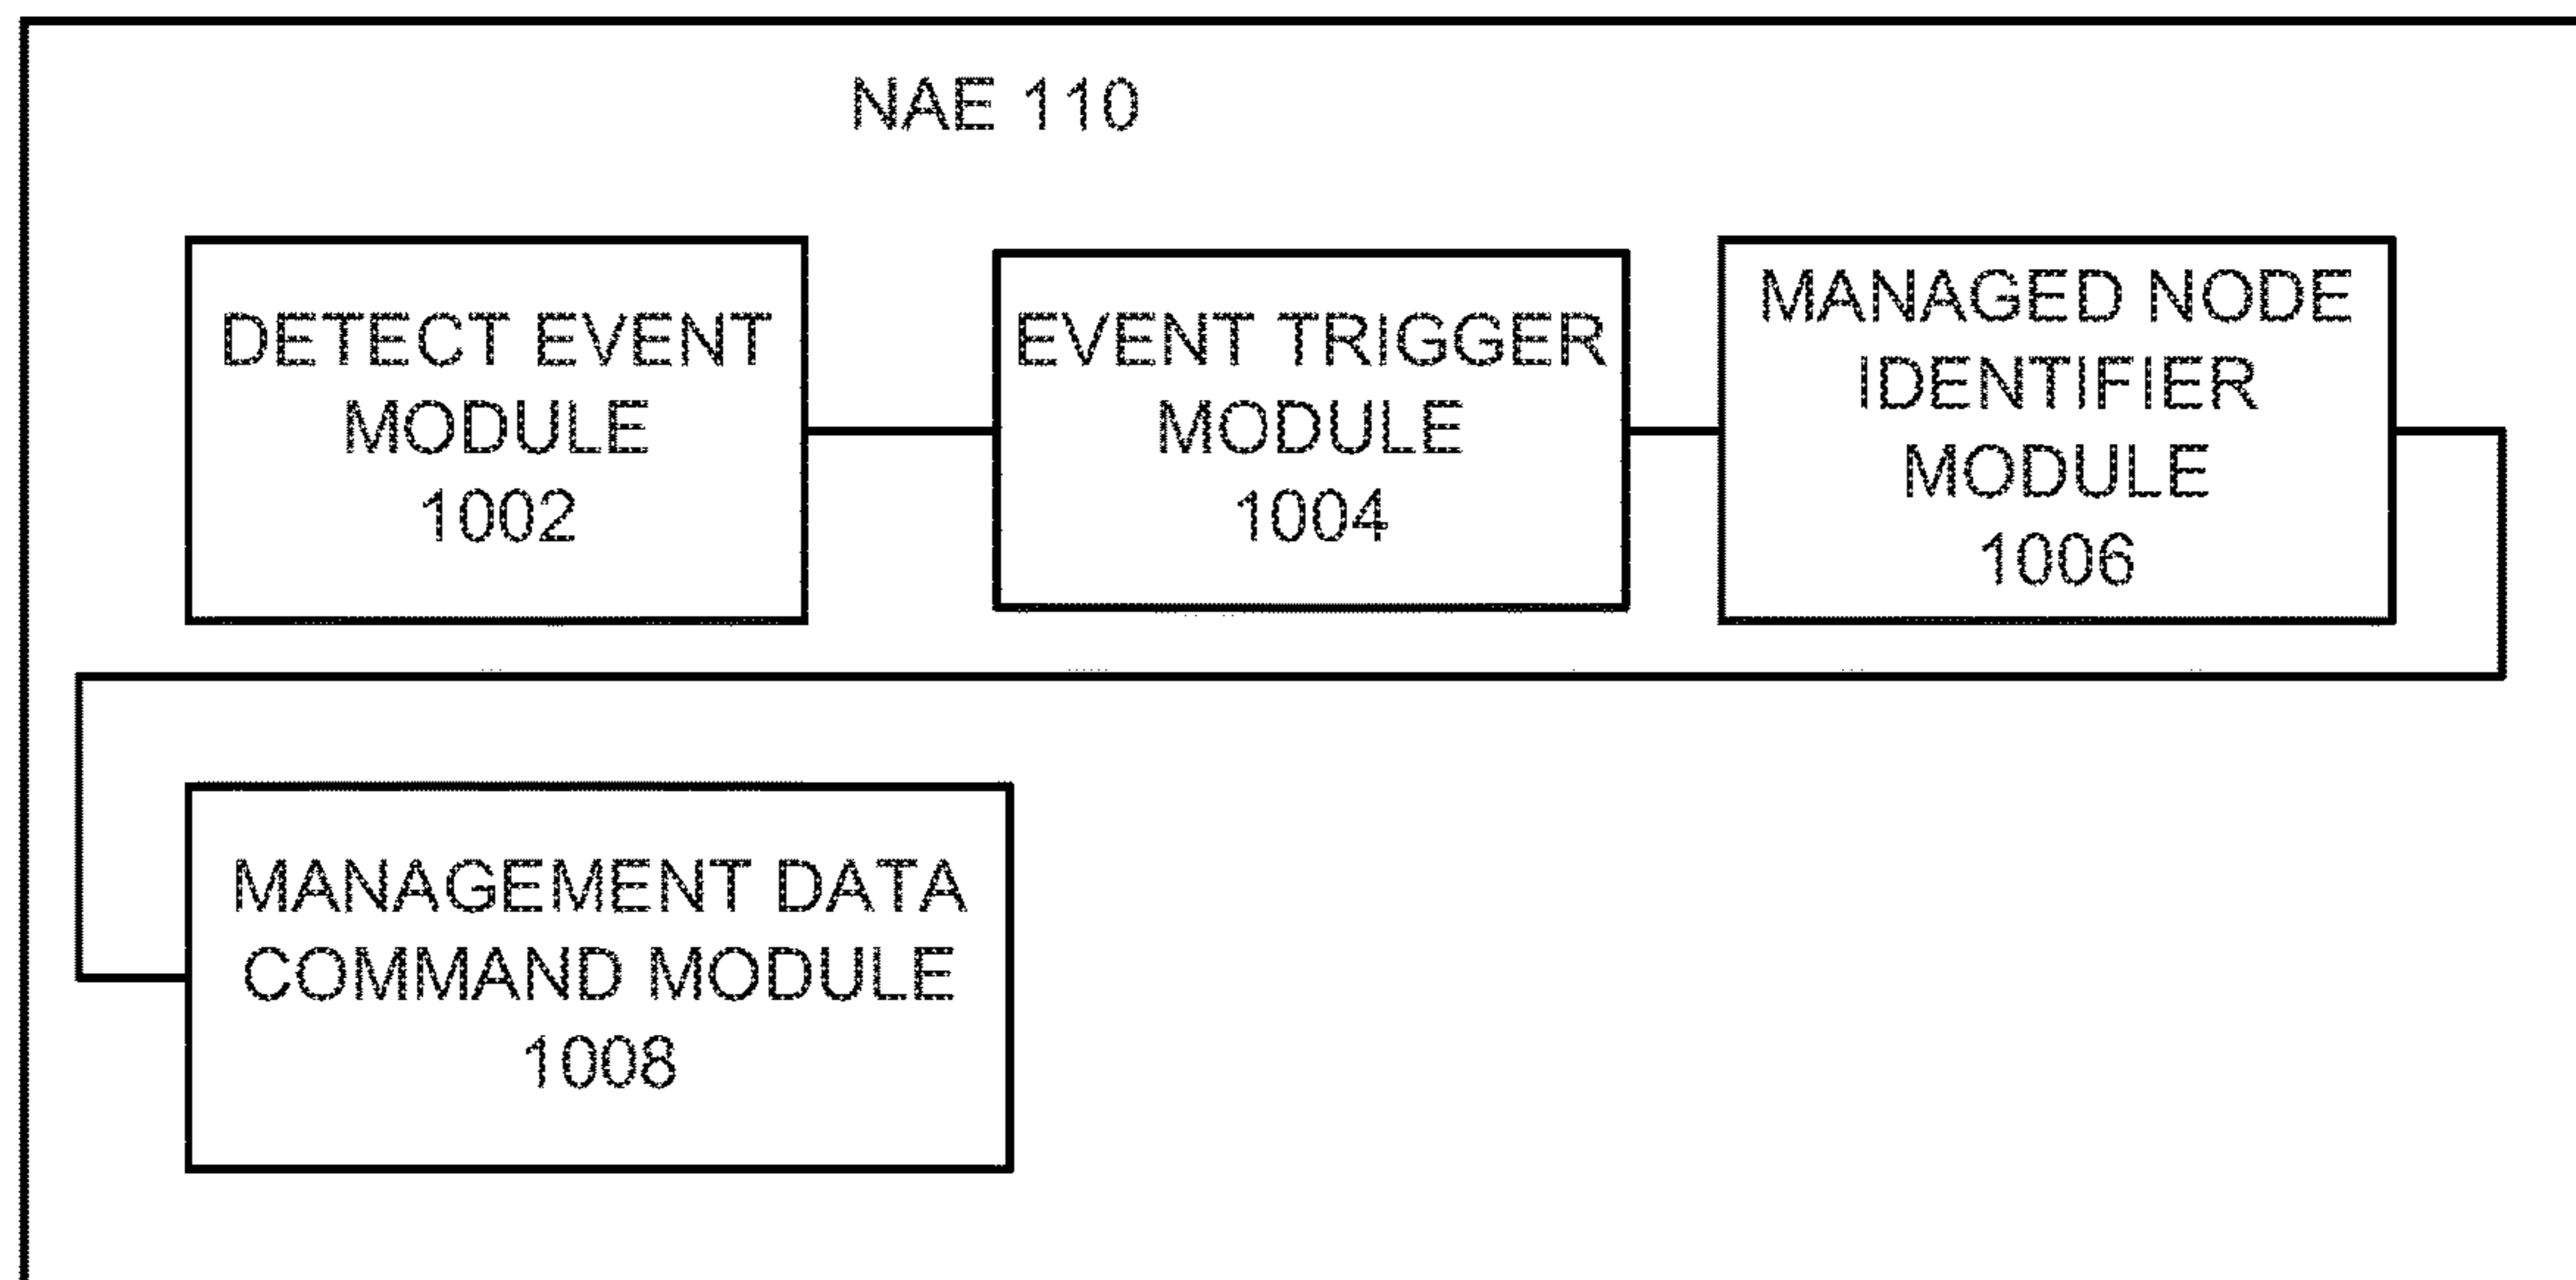 NAE 110
DETECT EVENT
MODULE
1002
EVENT TRIGGER
MODULE
1004
MANAGED NODE
IDENTIFIER
MODULE
1006
MANAGEMENT DATA
COMMAND MODULE
1008